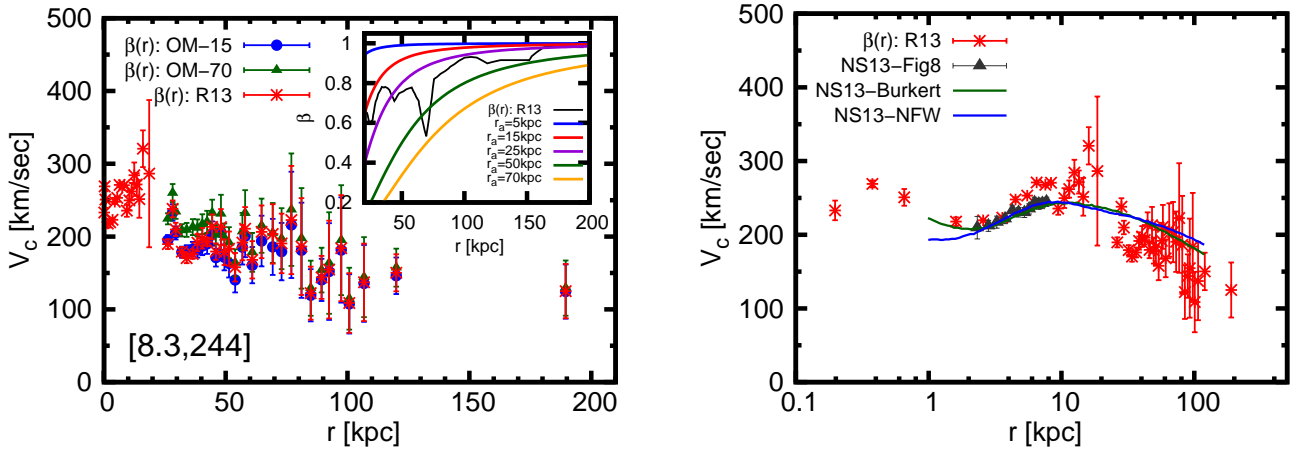 500
400
300
200
100
0
V_c [km/sec]
β(r): OM−15
β(r): OM−70
β(r): R13
[8.3,244]
0 50 100 150 200
r [kpc]
1
0.8
0.6
0.4
0.2
β
β(r): R13
r_a=5kpc
r_a=15kpc
r_a=25kpc
r_a=50kpc
r_a=70kpc
50 100 150 200
r [kpc]
500
400
300
200
100
0
V_c [km/sec]
β(r): R13
NS13−Fig8
NS13−Burkert
NS13−NFW
0.1 1 10 100
r [kpc]